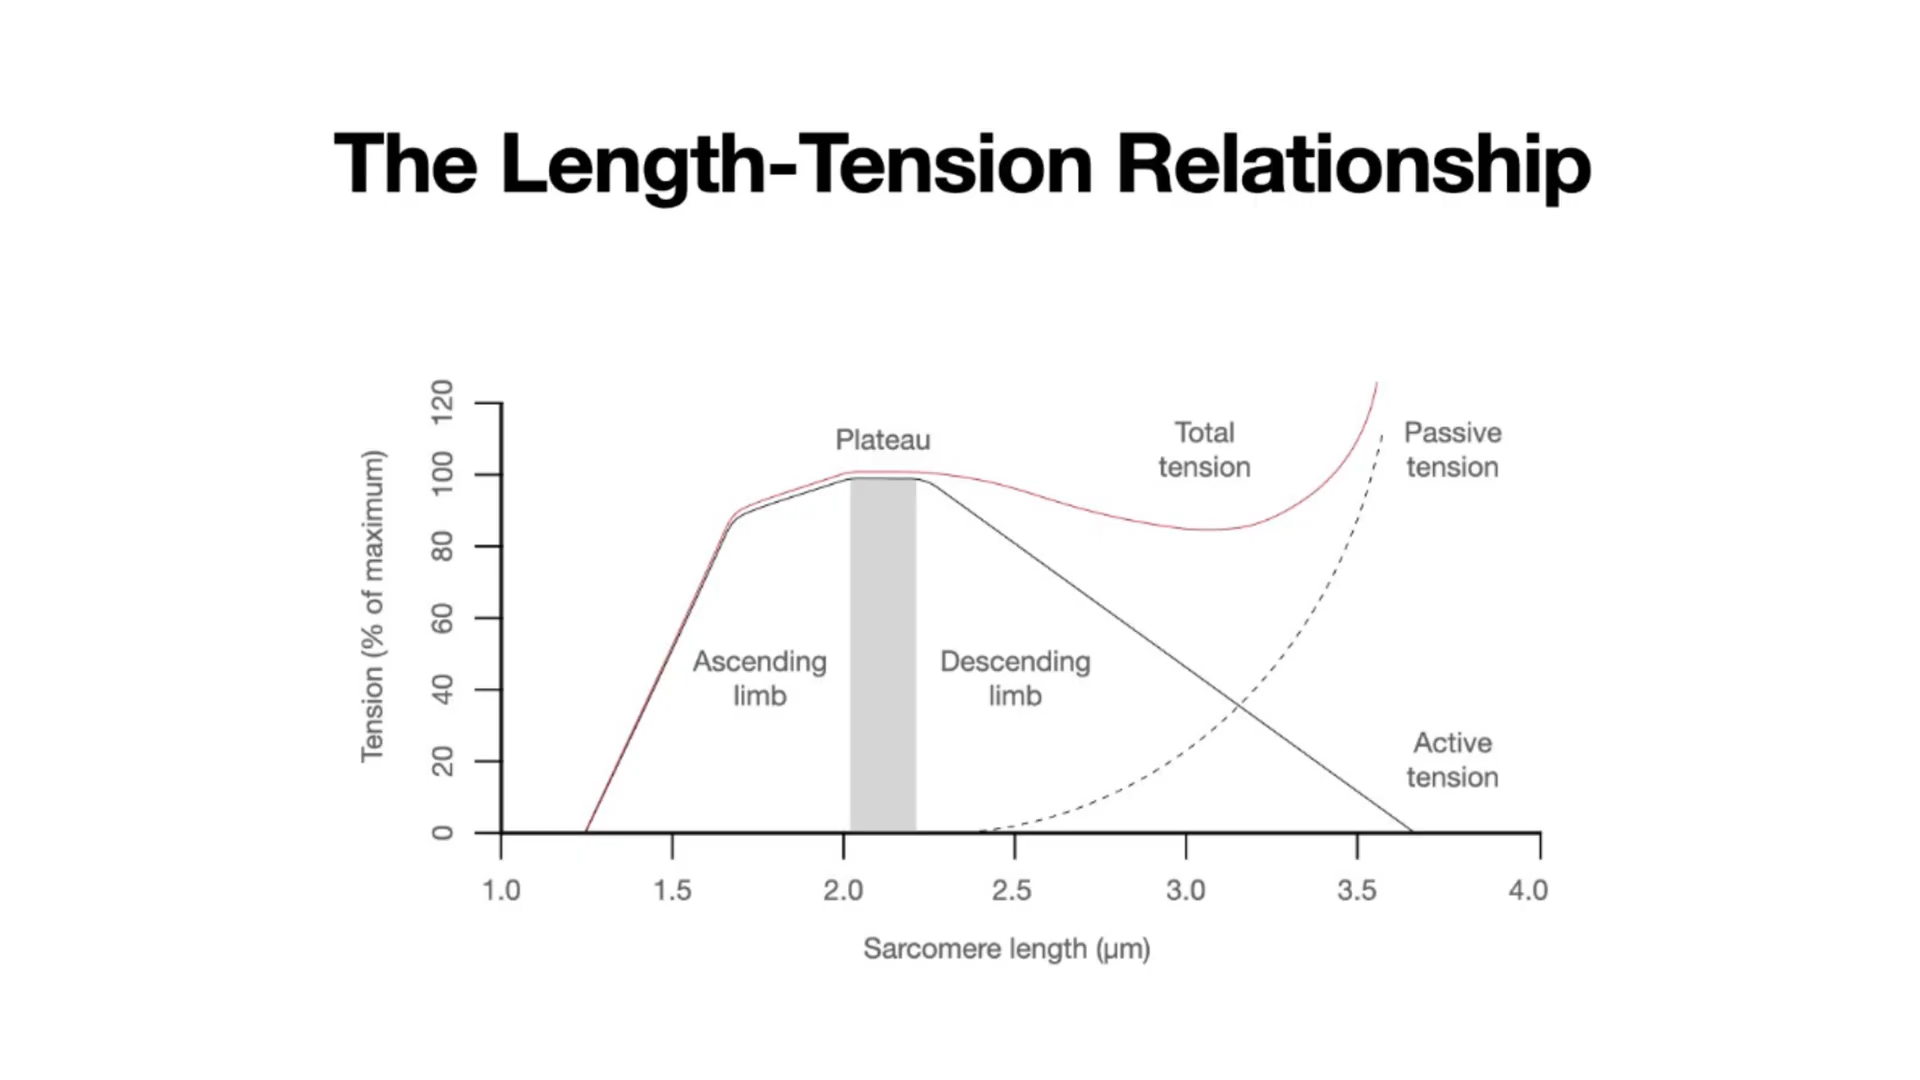 The Length-Tension Relationship
Plateau
Total
tension
Passive
tension
Ascending
limb
Descending
limb
Active
tension
Tension (% of maximum)
120
100
80
60
40
20
0
1.0 1.5 2.0 2.5 3.0 3.5 4.0
Sarcomere length (µm)